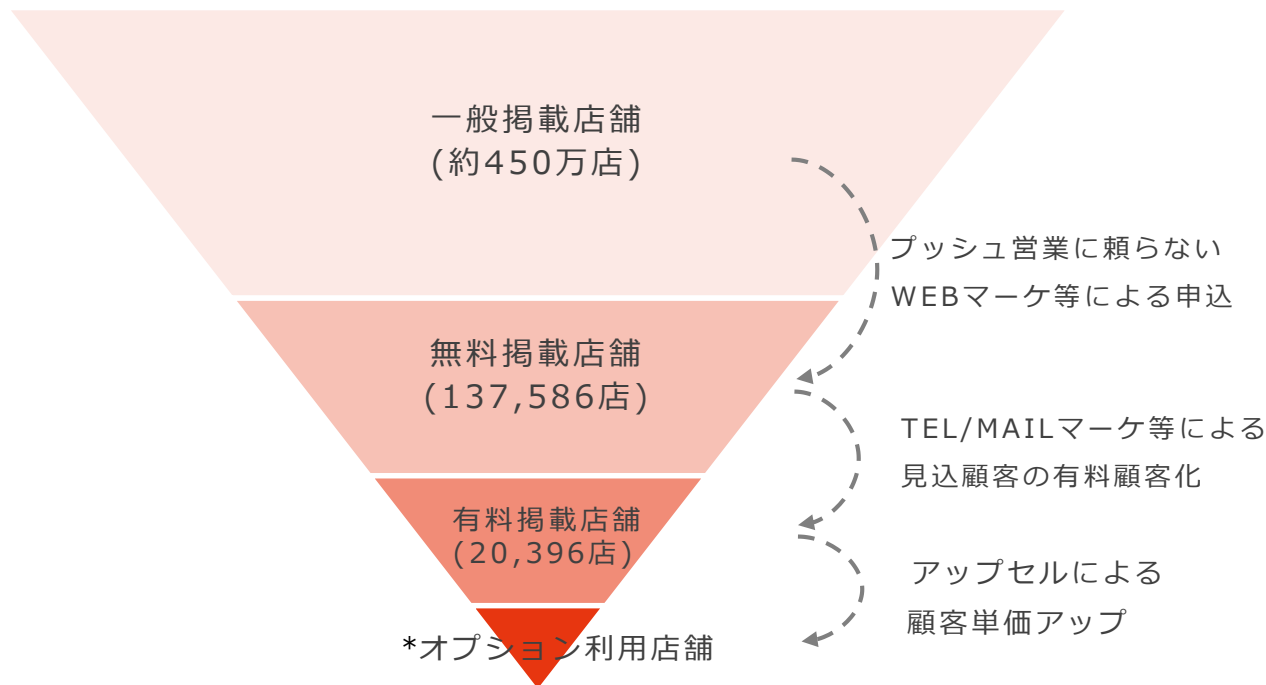 一般掲載店舗
(約450万店)
プッシュ営業に頼らない
WEBマーケ等による申込
無料掲載店舗
(137,586店)
TEL/MAILマーケ等による
見込顧客の有料顧客化
有料掲載店舗
(20,396店)
アップセルによる
顧客単価アップ
*オプション利用店舗